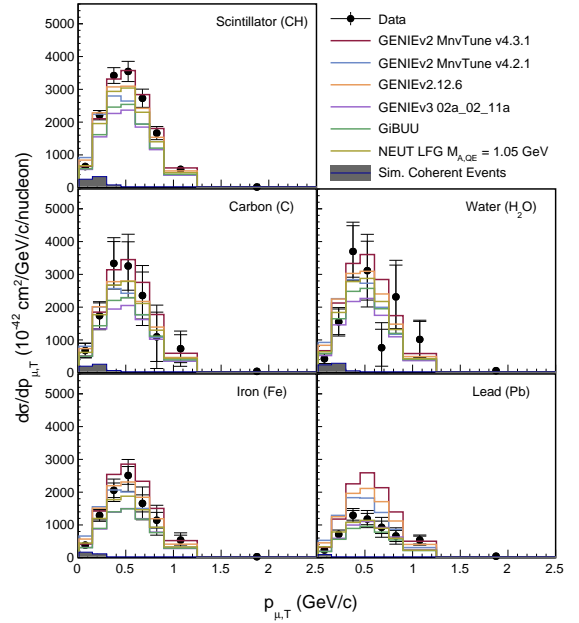 Scintillator (CH)
Data
GENIEv2 MnvTune v4.3.1
GENIEv2 MnvTune v4.2.1
GENIEv2.12.6
GENIEv3 02a_02_11a
GiBUU
NEUT LFG M_A,QE = 1.05 GeV
Sim. Coherent Events
5000
4000
3000
2000
1000
0
Carbon (C)
Water (H₂O)
5000
4000
3000
2000
1000
0
Iron (Fe)
Lead (Pb)
5000
4000
3000
2000
1000
0
0 0.5 1 1.5 2 2.5 0.5 1 1.5 2 2.5
dσ/dp_μ,T (10⁻⁴² cm²/GeV/c/nucleon)
p_μ,T (GeV/c)